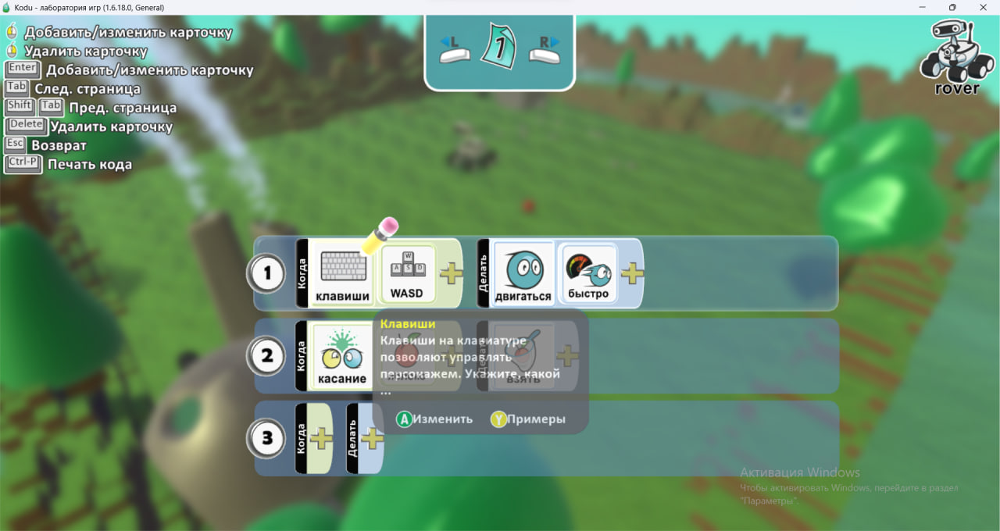 Kodu - лаборатория игр (1.6.18.0, General)
Добавить/изменить карточку
Удалить карточку
Enter Добавить/изменить карточку
Tab След. страница
Shift Tab Пред. страница
Delete Удалить карточку
Esc Возврат
Ctrl-P Печать кода
L 1 R
rover
1 Когда клавиши W A S D WASD Делать двигаться быстро
2 Когда касание Делать взять
Клавиши
Клавиши на клавиатуре
позволяют управлять
персокажем. Укажите, какой
...
A Изменить Y Примеры
3 Когда Делать
Активация Windows
Чтобы активировать Windows, перейдите в раздел
"Параметры".